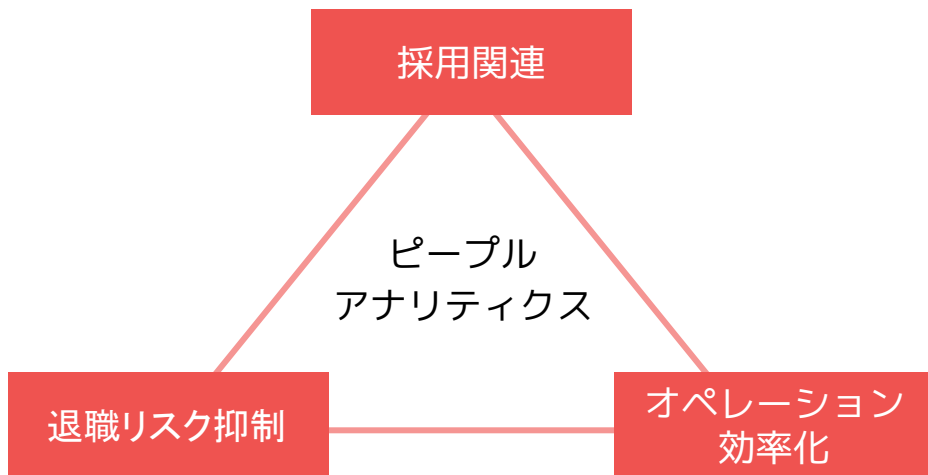 採用関連
ピープル
アナリティクス
退職リスク抑制
オペレーション
効率化